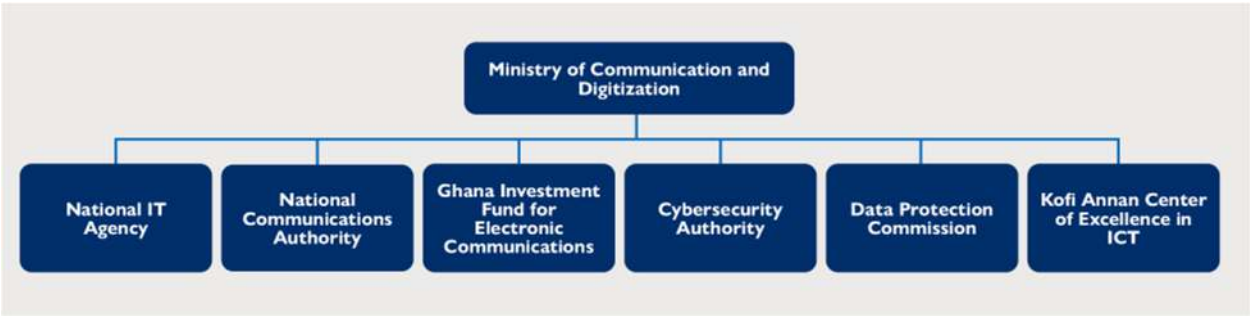 Ministry of Communication and
Digitization
National IT
Agency
National
Communications
Authority
Ghana Investment
Fund for
Electronic
Communications
Cybersecurity
Authority
Data Protection
Commission
Kofi Annan Center
of Excellence in
ICT